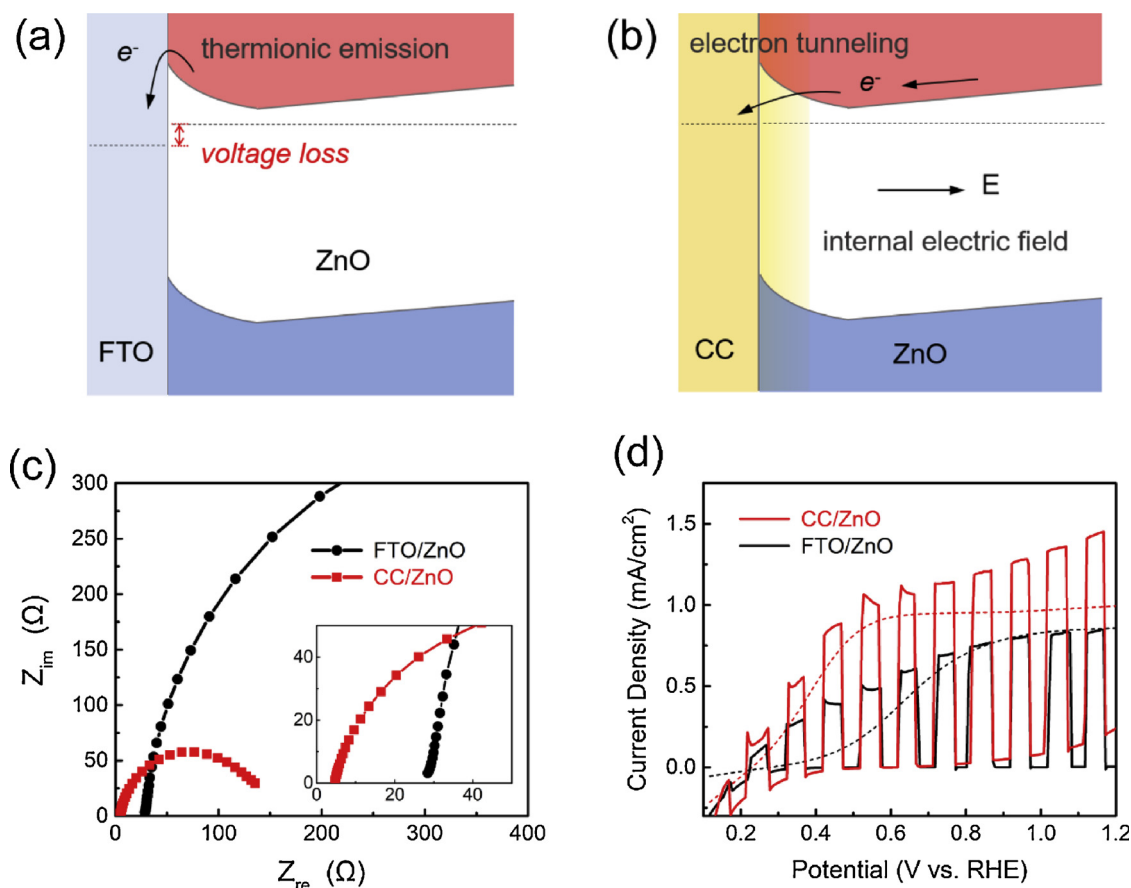 (a)
e-
thermionic emission
voltage loss
ZnO
FTO
(b)
electron tunneling
e-
E
internal electric field
CC
ZnO
(c)
300
250
200
150
100
50
0
Zim (Ω)
FTO/ZnO
CC/ZnO
40
20
0
0 20 40
0 100 200 300 400
Zre (Ω)
(d)
CC/ZnO
FTO/ZnO
1.5
1.0
0.5
0.0
Current Density (mA/cm²)
0.2 0.4 0.6 0.8 1.0 1.2
Potential (V vs. RHE)